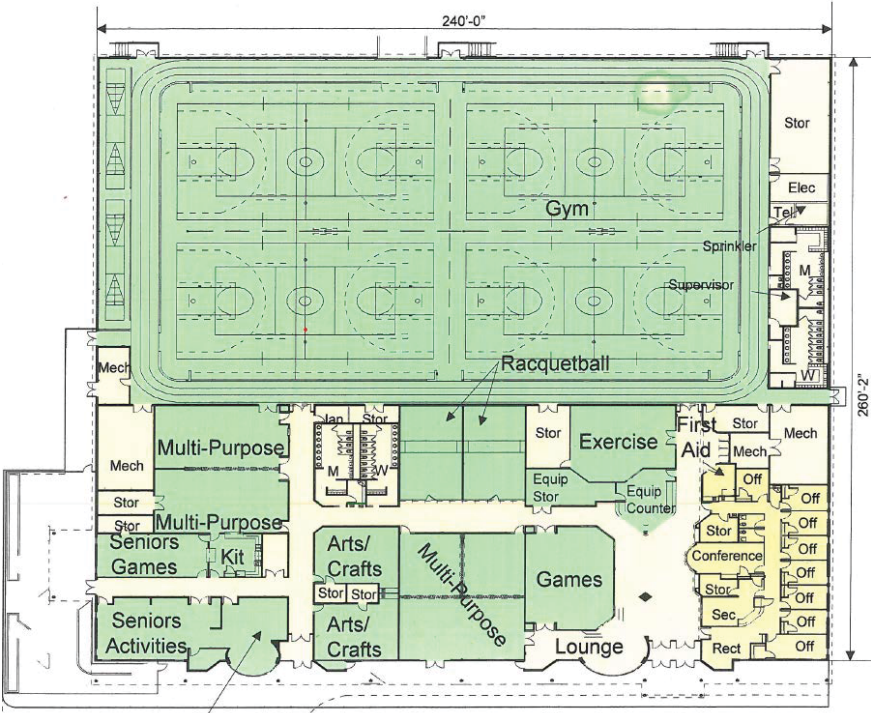 240'-0"
Stor
Elec
Gym
Tel
Sprinkler
M
Supervisor
260'-2"
Racquetball
W
Mech
Jan
Stor
First
Aid
Stor
Mech
Multi-Purpose
Stor
Exercise
Mech
Mech
M
W
Equip
Stor
Equip
Counter
Off
Off
Stor
Stor
Multi-Purpose
Off
Seniors
Games
Kit
Arts/
Crafts
Multi-Purpose
Games
Stor
Conference
Off
Off
Stor
Stor
Stor
Off
Seniors
Activities
Arts/
Crafts
Sec
Off
Off
Lounge
Rect
Off